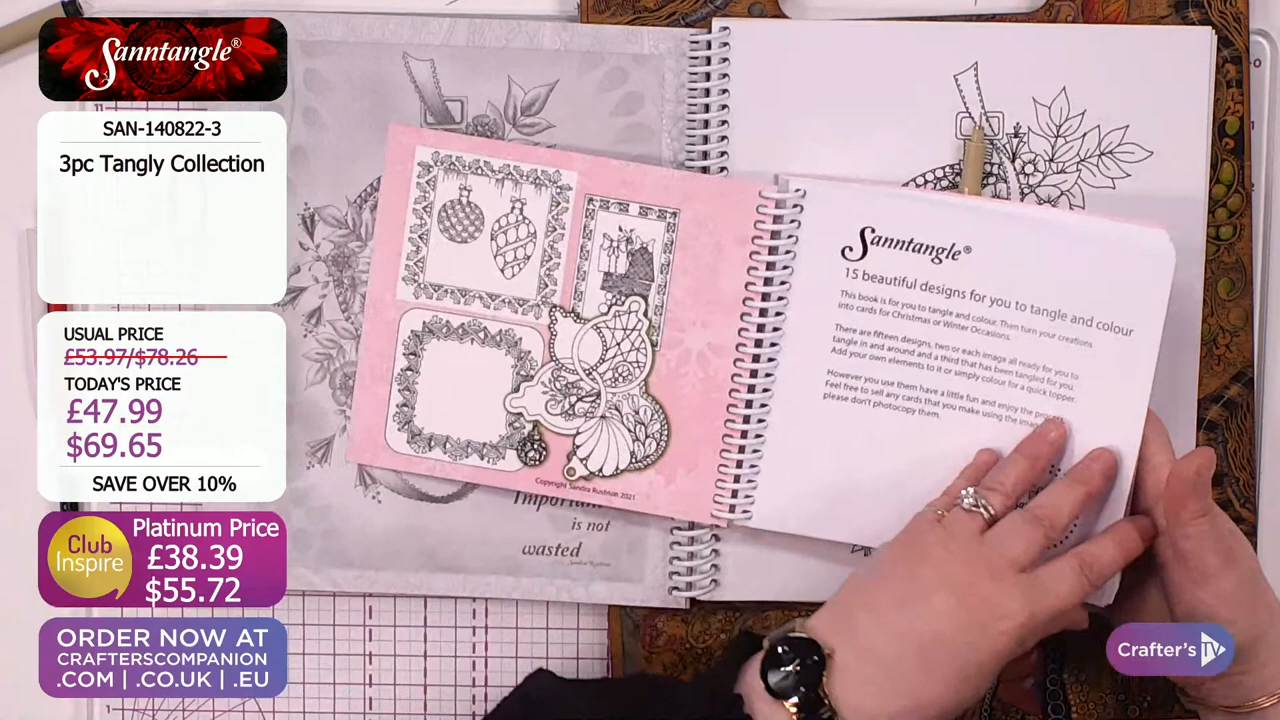 Sanntangle®
SAN-140822-3
3pc Tangly Collection
USUAL PRICE
£53.97/$78.26
TODAY'S PRICE
£47.99
$69.65
SAVE OVER 10%
Club
Inspire
Platinum Price
£38.39
$55.72
ORDER NOW AT
CRAFTERSCOMPANION
.COM | .CO.UK | .EU
Copyright Sandra Rushton 2021
is not
wasted
Sanntangle®
15 beautiful designs for you to tangle and colour
This book is for you to tangle and colour. Then turn your creations
into cards for Christmas or Winter Occasions.
There are fifteen designs, two or each image all ready for you to
tangle in and around and a third that has been tangled for you.
Add your own elements to it or simply colour for a quick topper.
However you use them have a little fun and enjoy the
Feel free to sell any cards that you make using the
please don't photocopy them.
Crafter's TV